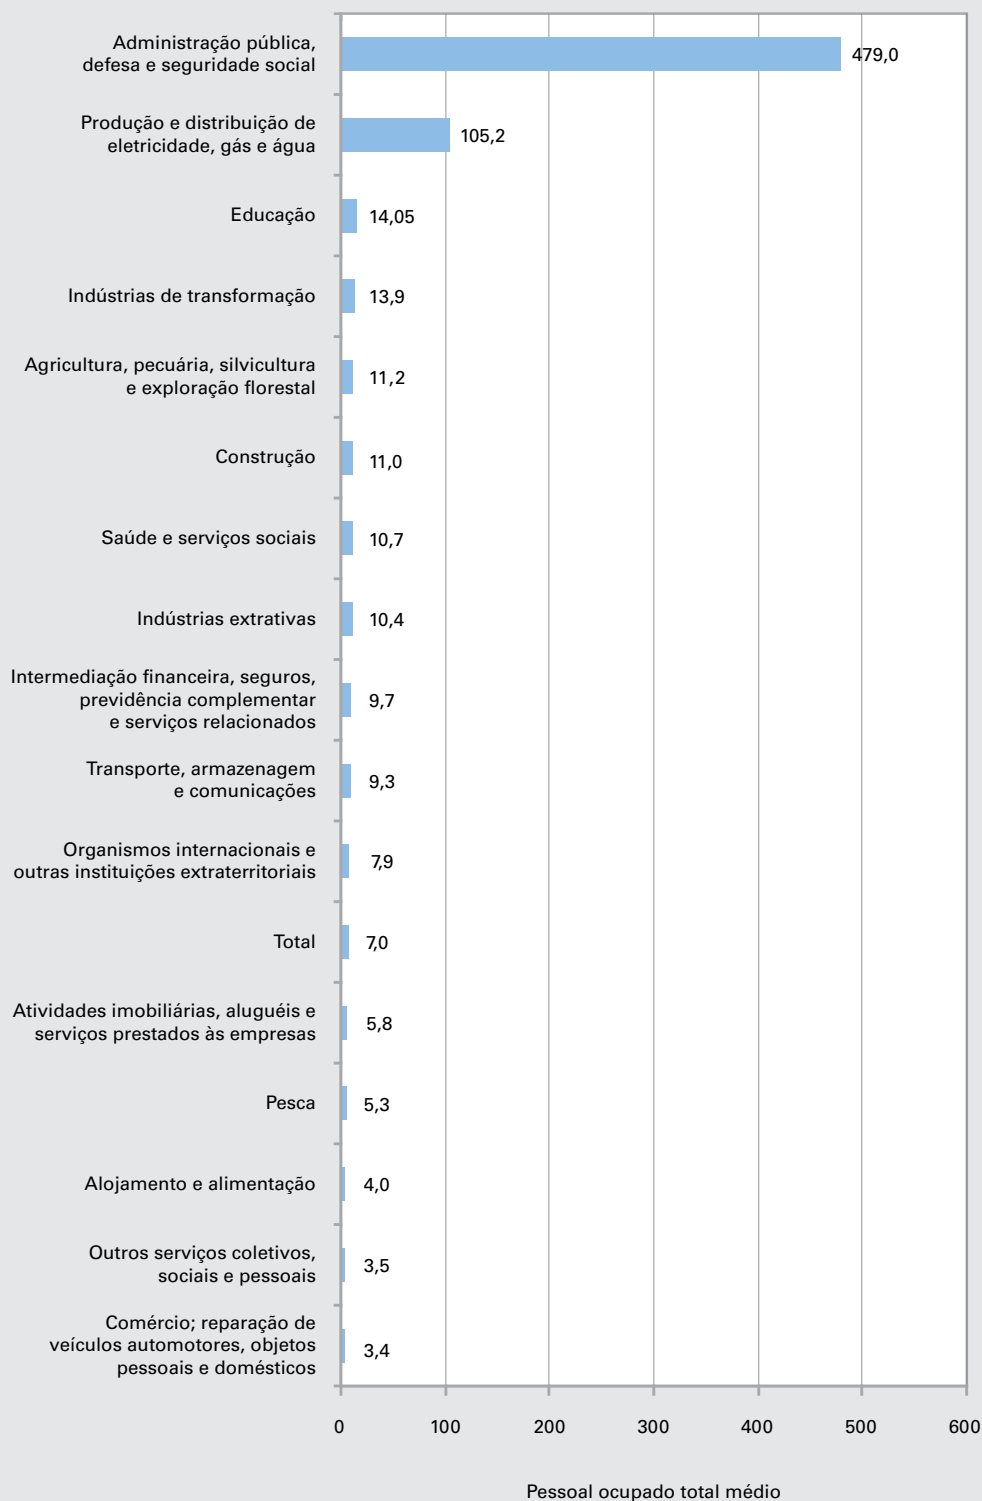 Administração pública,
defesa e seguridade social
479,0
Produção e distribuição de
eletricidade, gás e água
105,2
Educação
14,05
Indústrias de transformação
13,9
Agricultura, pecuária, silvicultura
e exploração florestal
11,2
Construção
11,0
Saúde e serviços sociais
10,7
Indústrias extrativas
10,4
Intermediação financeira, seguros,
previdência complementar
e serviços relacionados
9,7
Transporte, armazenagem
e comunicações
9,3
Organismos internacionais e
outras instituições extraterritoriais
7,9
Total
7,0
Atividades imobiliárias, aluguéis e
serviços prestados às empresas
5,8
Pesca
5,3
Alojamento e alimentação
4,0
Outros serviços coletivos,
sociais e pessoais
3,5
Comércio; reparação de
veículos automotores, objetos
pessoais e domésticos
3,4
0 100 200 300 400 500 600
Pessoal ocupado total médio